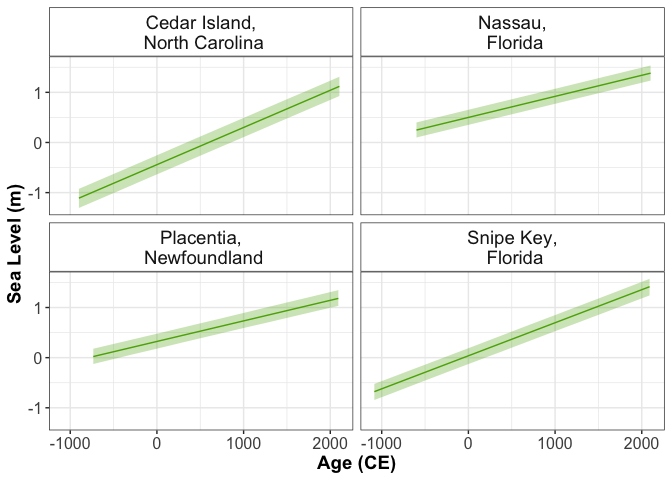 Cedar Island,
North Carolina
Nassau,
Florida
1
0
-1
Placentia,
Newfoundland
Snipe Key,
Florida
1
0
-1
-1000 0 1000 2000
-1000 0 1000 2000
Age (CE)
Sea Level (m)